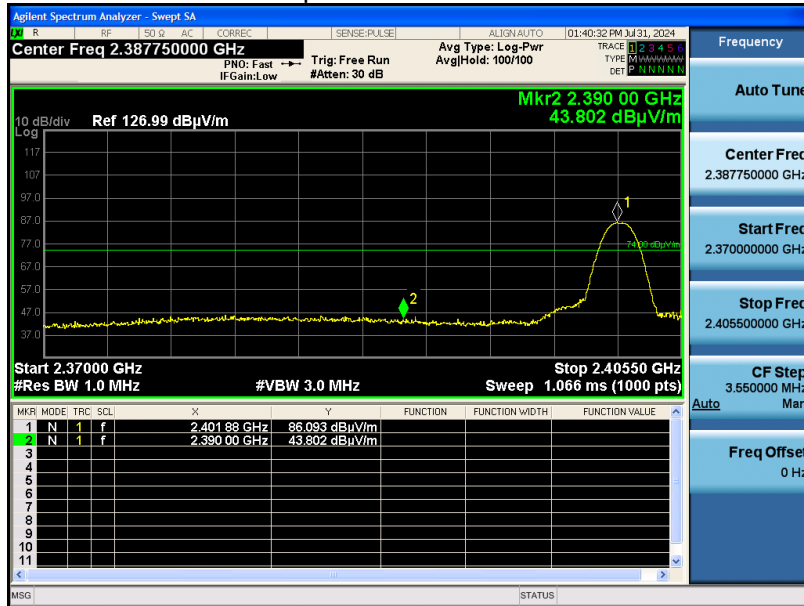 Agilent Spectrum Analyzer - Swept SA
LXI R RF 50 Ω AC CORREC SENSE:PULSE ALIGN AUTO 01:40:32 PM Jul 31, 2024
Center Freq 2.387750000 GHz
PNO: Fast
IFGain:Low
Trig: Free Run
#Atten: 30 dB
Avg Type: Log-Pwr
Avg|Hold: 100/100
TRACE 1 2 3 4 5 6
TYPE M
DET P N N N N N
Mkr2 2.390 00 GHz
43.802 dBµV/m
10 dB/div
Log
Ref 126.99 dBµV/m
117
107
97.0
87.0
77.0
67.0
57.0
47.0
37.0
1
74.00 dBµV/m
2
Start 2.37000 GHz
Stop 2.40550 GHz
#Res BW 1.0 MHz
#VBW 3.0 MHz
Sweep 1.066 ms (1000 pts)
MKR MODE TRC SCL X Y FUNCTION FUNCTION WIDTH FUNCTION VALUE
1 N 1 f 2.401 88 GHz 86.093 dBµV/m
2 N 1 f 2.390 00 GHz 43.802 dBµV/m
3
4
5
6
7
8
9
10
11
MSG
STATUS
Frequency
Auto Tune
Center Freq
2.387750000 GHz
Start Freq
2.370000000 GHz
Stop Freq
2.405500000 GHz
CF Step
3.550000 MHz
Auto Man
Freq Offset
0 Hz